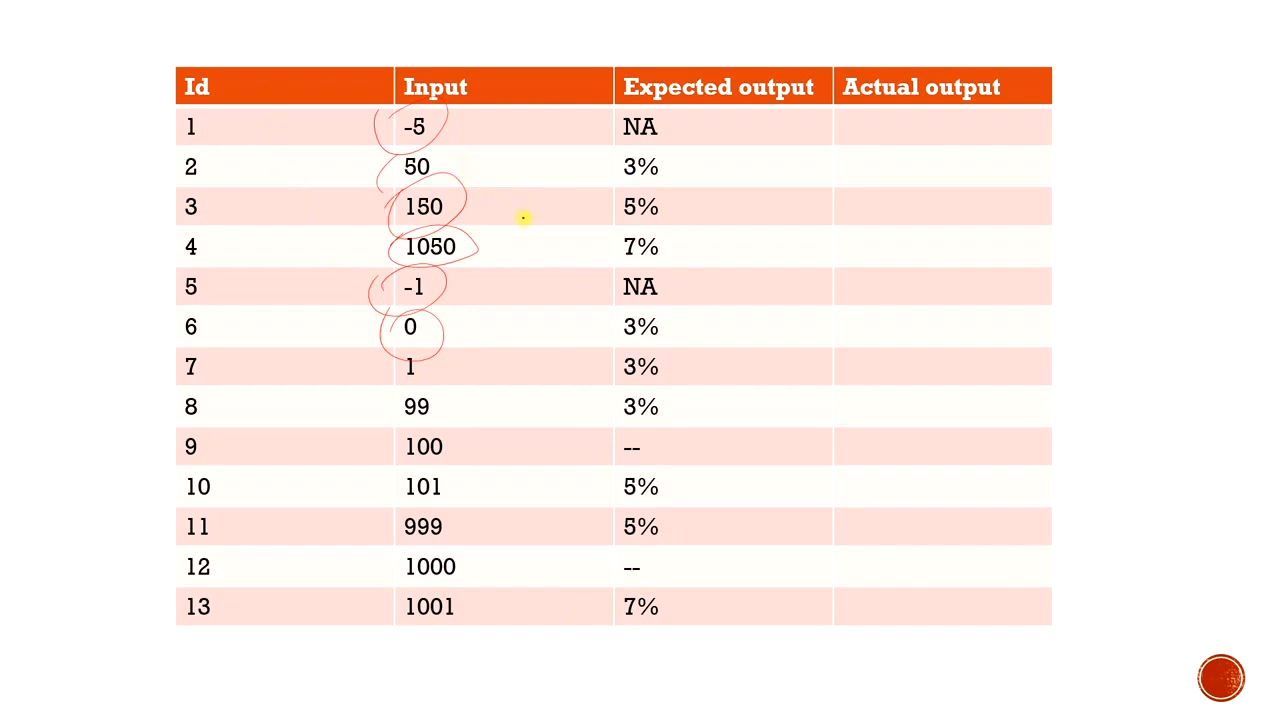 Id Input Expected output Actual output
1 -5 NA
2 50 3%
3 150 5%
4 1050 7%
5 -1 NA
6 0 3%
7 1 3%
8 99 3%
9 100 --
10 101 5%
11 999 5%
12 1000 --
13 1001 7%